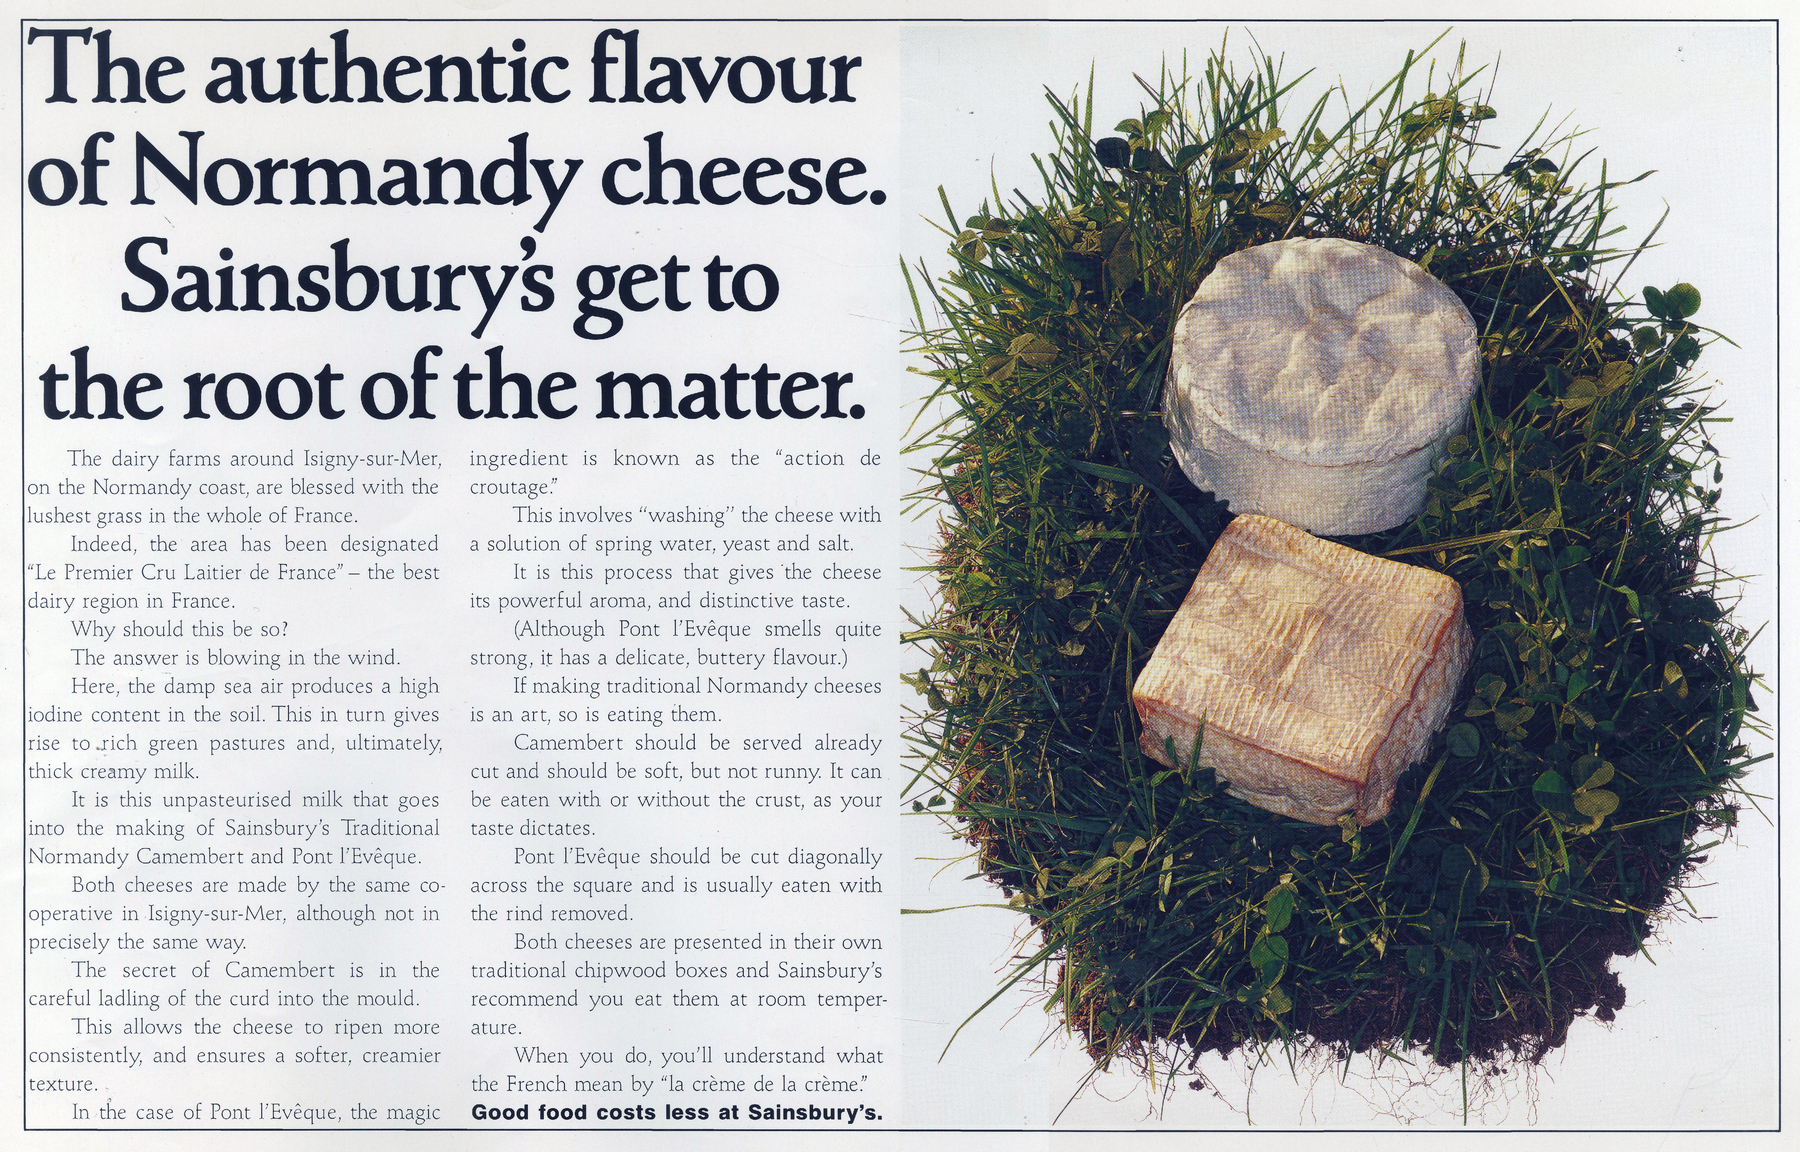 The authentic flavour
of Normandy cheese.
Sainsbury's get to
the root of the matter.
The dairy farms around Isigny-sur-Mer,
on the Normandy coast, are blessed with the
lushest grass in the whole of France.
Indeed, the area has been designated
“Le Premier Cru Laitier de France” – the best
dairy region in France.
Why should this be so?
The answer is blowing in the wind.
Here, the damp sea air produces a high
iodine content in the soil. This in turn gives
rise to rich green pastures and, ultimately,
thick creamy milk.
It is this unpasteurised milk that goes
into the making of Sainsbury's Traditional
Normandy Camembert and Pont l'Evêque.
Both cheeses are made by the same co-
operative in Isigny-sur-Mer, although not in
precisely the same way.
The secret of Camembert is in the
careful ladling of the curd into the mould.
This allows the cheese to ripen more
consistently, and ensures a softer, creamier
texture.
In the case of Pont l'Evêque, the magic
ingredient is known as the “action de
croutage.”
This involves “washing” the cheese with
a solution of spring water, yeast and salt.
It is this process that gives the cheese
its powerful aroma, and distinctive taste.
(Although Pont l'Evêque smells quite
strong, it has a delicate, buttery flavour.)
If making traditional Normandy cheeses
is an art, so is eating them.
Camembert should be served already
cut and should be soft, but not runny. It can
be eaten with or without the crust, as your
taste dictates.
Pont l'Evêque should be cut diagonally
across the square and is usually eaten with
the rind removed.
Both cheeses are presented in their own
traditional chipwood boxes and Sainsbury's
recommend you eat them at room temper-
ature.
When you do, you'll understand what
the French mean by “la crème de la crème.”
Good food costs less at Sainsbury's.